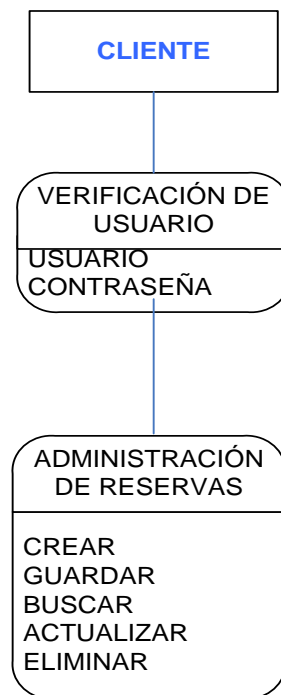 CLIENTE
VERIFICACIÓN DE
USUARIO
USUARIO
CONTRASEÑA
ADMINISTRACIÓN
DE RESERVAS
CREAR
GUARDAR
BUSCAR
ACTUALIZAR
ELIMINAR